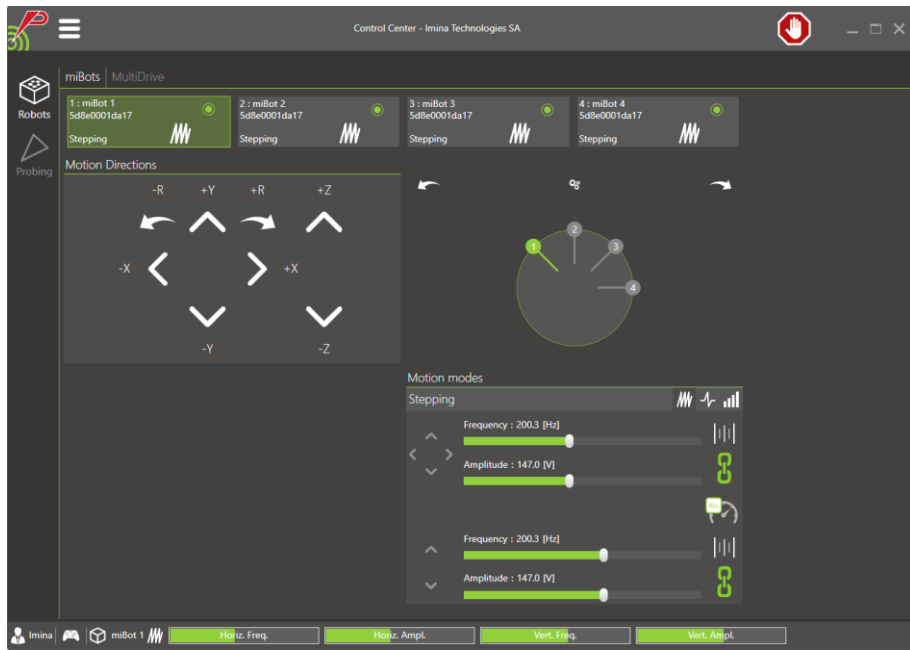 Control Center - Imina Technologies SA
miBots MultiDrive
Robots
Probing
1 : miBot 1
5d8e0001da17
Stepping
2 : miBot 2
5d8e0001da17
Stepping
3 : miBot 3
5d8e0001da17
Stepping
4 : miBot 4
5d8e0001da17
Stepping
Motion Directions
-R +Y +R +Z
-X +X
-Y -Z
1 2 3 4
Motion modes
Stepping
Frequency : 200.3 [Hz]
Amplitude : 147.0 [V]
Frequency : 200.3 [Hz]
Amplitude : 147.0 [V]
Imina miBot 1 Horiz. Freq. Horiz. Ampl. Vert. Freq. Vert. Ampl.